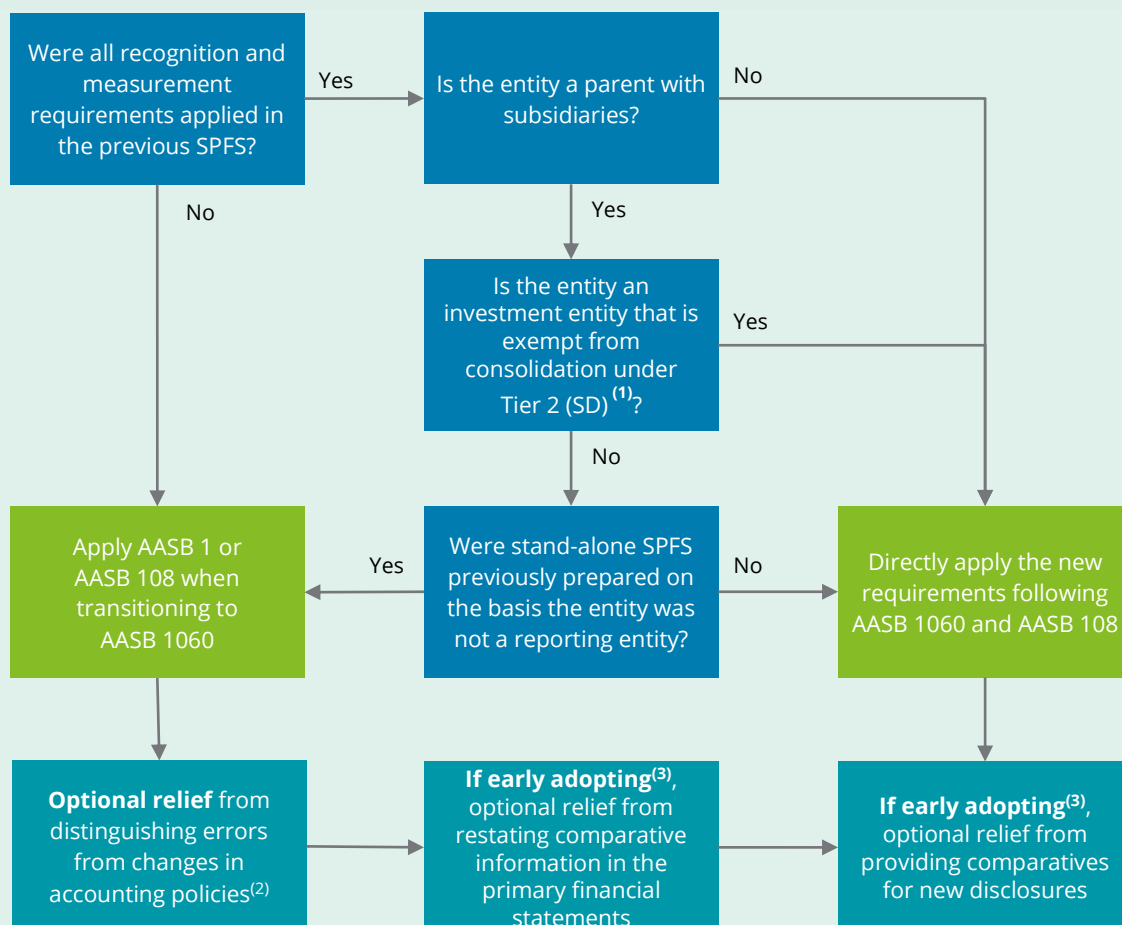 Were all recognition and
measurement
requirements applied in
the previous SPFS?
Yes
Is the entity a parent with
subsidiaries?
No
No
Yes
Is the entity an
investment entity that is
exempt from
consolidation under
Tier 2 (SD) (1)?
Yes
No
Apply AASB 1 or
AASB 108 when
transitioning to
AASB 1060
Yes
Were stand-alone SPFS
previously prepared on
the basis the entity was
not a reporting entity?
No
Directly apply the new
requirements following
AASB 1060 and AASB 108
Optional relief from
distinguishing errors
from changes in
accounting policies(2)
If early adopting(3),
optional relief from
restating comparative
information in the
primary financial
statements
If early adopting(3),
optional relief from
providing comparatives
for new disclosures